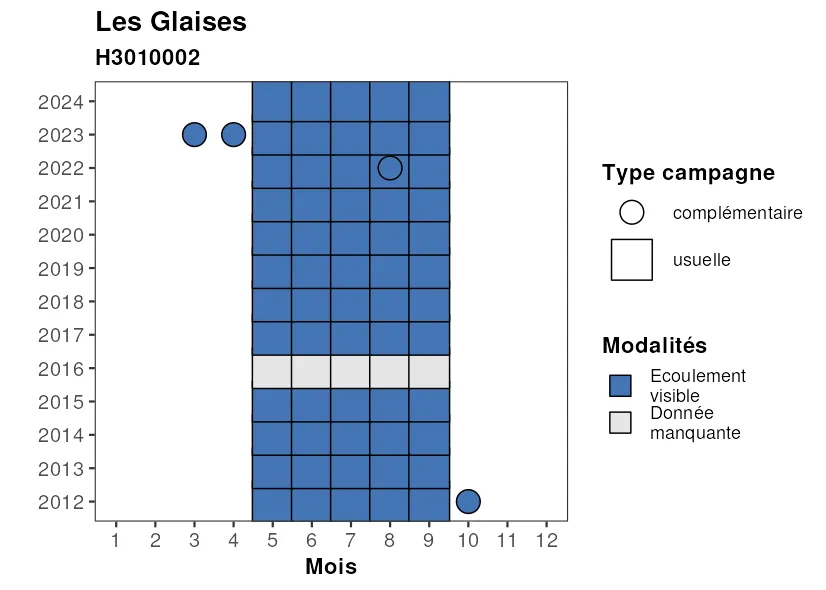 Les Glaises
H3010002
2024
2023
2022
2021
2020
2019
2018
2017
2016
2015
2014
2013
2012
1 2 3 4 5 6 7 8 9 10 11 12
Mois
Type campagne
complémentaire
usuelle
Modalités
Ecoulement
visible
Donnée
manquante